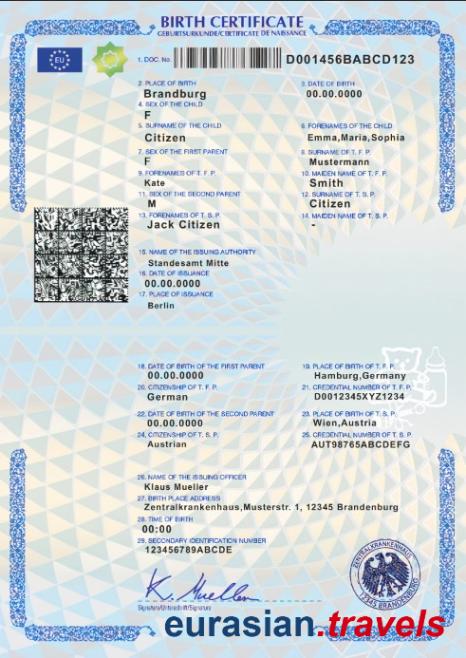 BIRTH CERTIFICATE
GEBURTSURKUNDE/CERTIFICATE DE NAISSANCE
EU
1. DOC. No. D001456BABCD123
2. PLACE OF BIRTH 3. DATE OF BIRTH
Brandburg 00.00.0000
4. SEX OF THE CHILD
F
5. SURNAME OF THE CHILD 6. FORENAMES OF THE CHILD
Citizen Emma,Maria,Sophia
7. SEX OF THE FIRST PARENT 8. SURNAME OF T. F. P.
F Mustermann
9. FORENAMES OF T. F. P. 10. MAIDEN NAME OF T. F. P.
Kate Smith
11. SEX OF THE SECOND PARENT 12. SURNAME OF T. S. P.
M Citizen
13. FORENAMES OF T. S. P. 14. MAIDEN NAME OF T. S. P.
Jack Citizen -
15. NAME OF THE ISSUING AUTHORITY
Standesamt Mitte
16. DATE OF ISSUANCE
00.00.0000
17. PLACE OF ISSUANCE
Berlin
18. DATE OF BIRTH OF THE FIRST PARENT 19. PLACE OF BIRTH OF T. F. P.
00.00.0000 Hamburg,Germany
20. CITIZENSHIP OF T. F. P. 21. CREDENTIAL NUMBER OF T. F. P.
German D0012345XYZ1234
22. DATE OF BIRTH OF THE SECOND PARENT 23. PLACE OF BIRTH OF T. S. P.
00.00.0000 Wien,Austria
24. CITIZENSHIP OF T. S. P. 25. CREDENTIAL NUMBER OF T. S. P.
Austrian AUT98765ABCDEFG
26. NAME OF THE ISSUING OFFICER
Klaus Mueller
27. BIRTH PLACE ADDRESS
Zentralkrankenhaus,Musterstr. 1, 12345 Brandenburg
28. TIME OF BIRTH
00:00
29. SECONDARY IDENTIFICATION NUMBER
123456789ABCDE
K. Mueller
Signature/Unterschrift/Signature
ZENTRALKRANKENHAUS
12345 BRANDENBURG
eurasian.travels